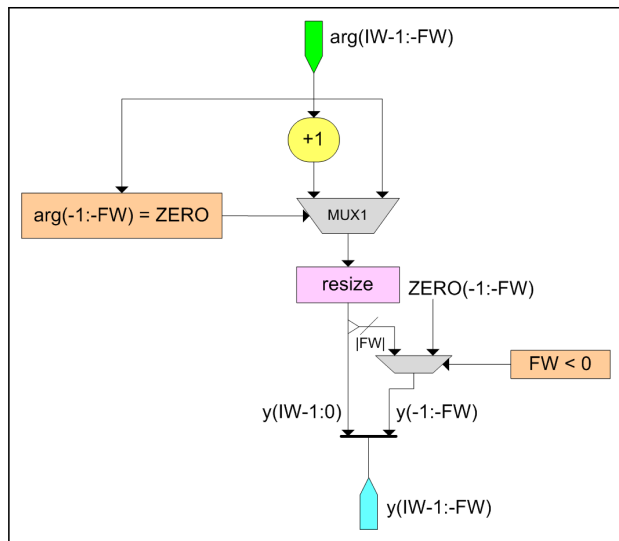 arg(IW-1:-FW)
+1
arg(-1:-FW) = ZERO
MUX1
resize
ZERO(-1:-FW)
|FW|
FW < 0
y(IW-1:0)
y(-1:-FW)
y(IW-1:-FW)